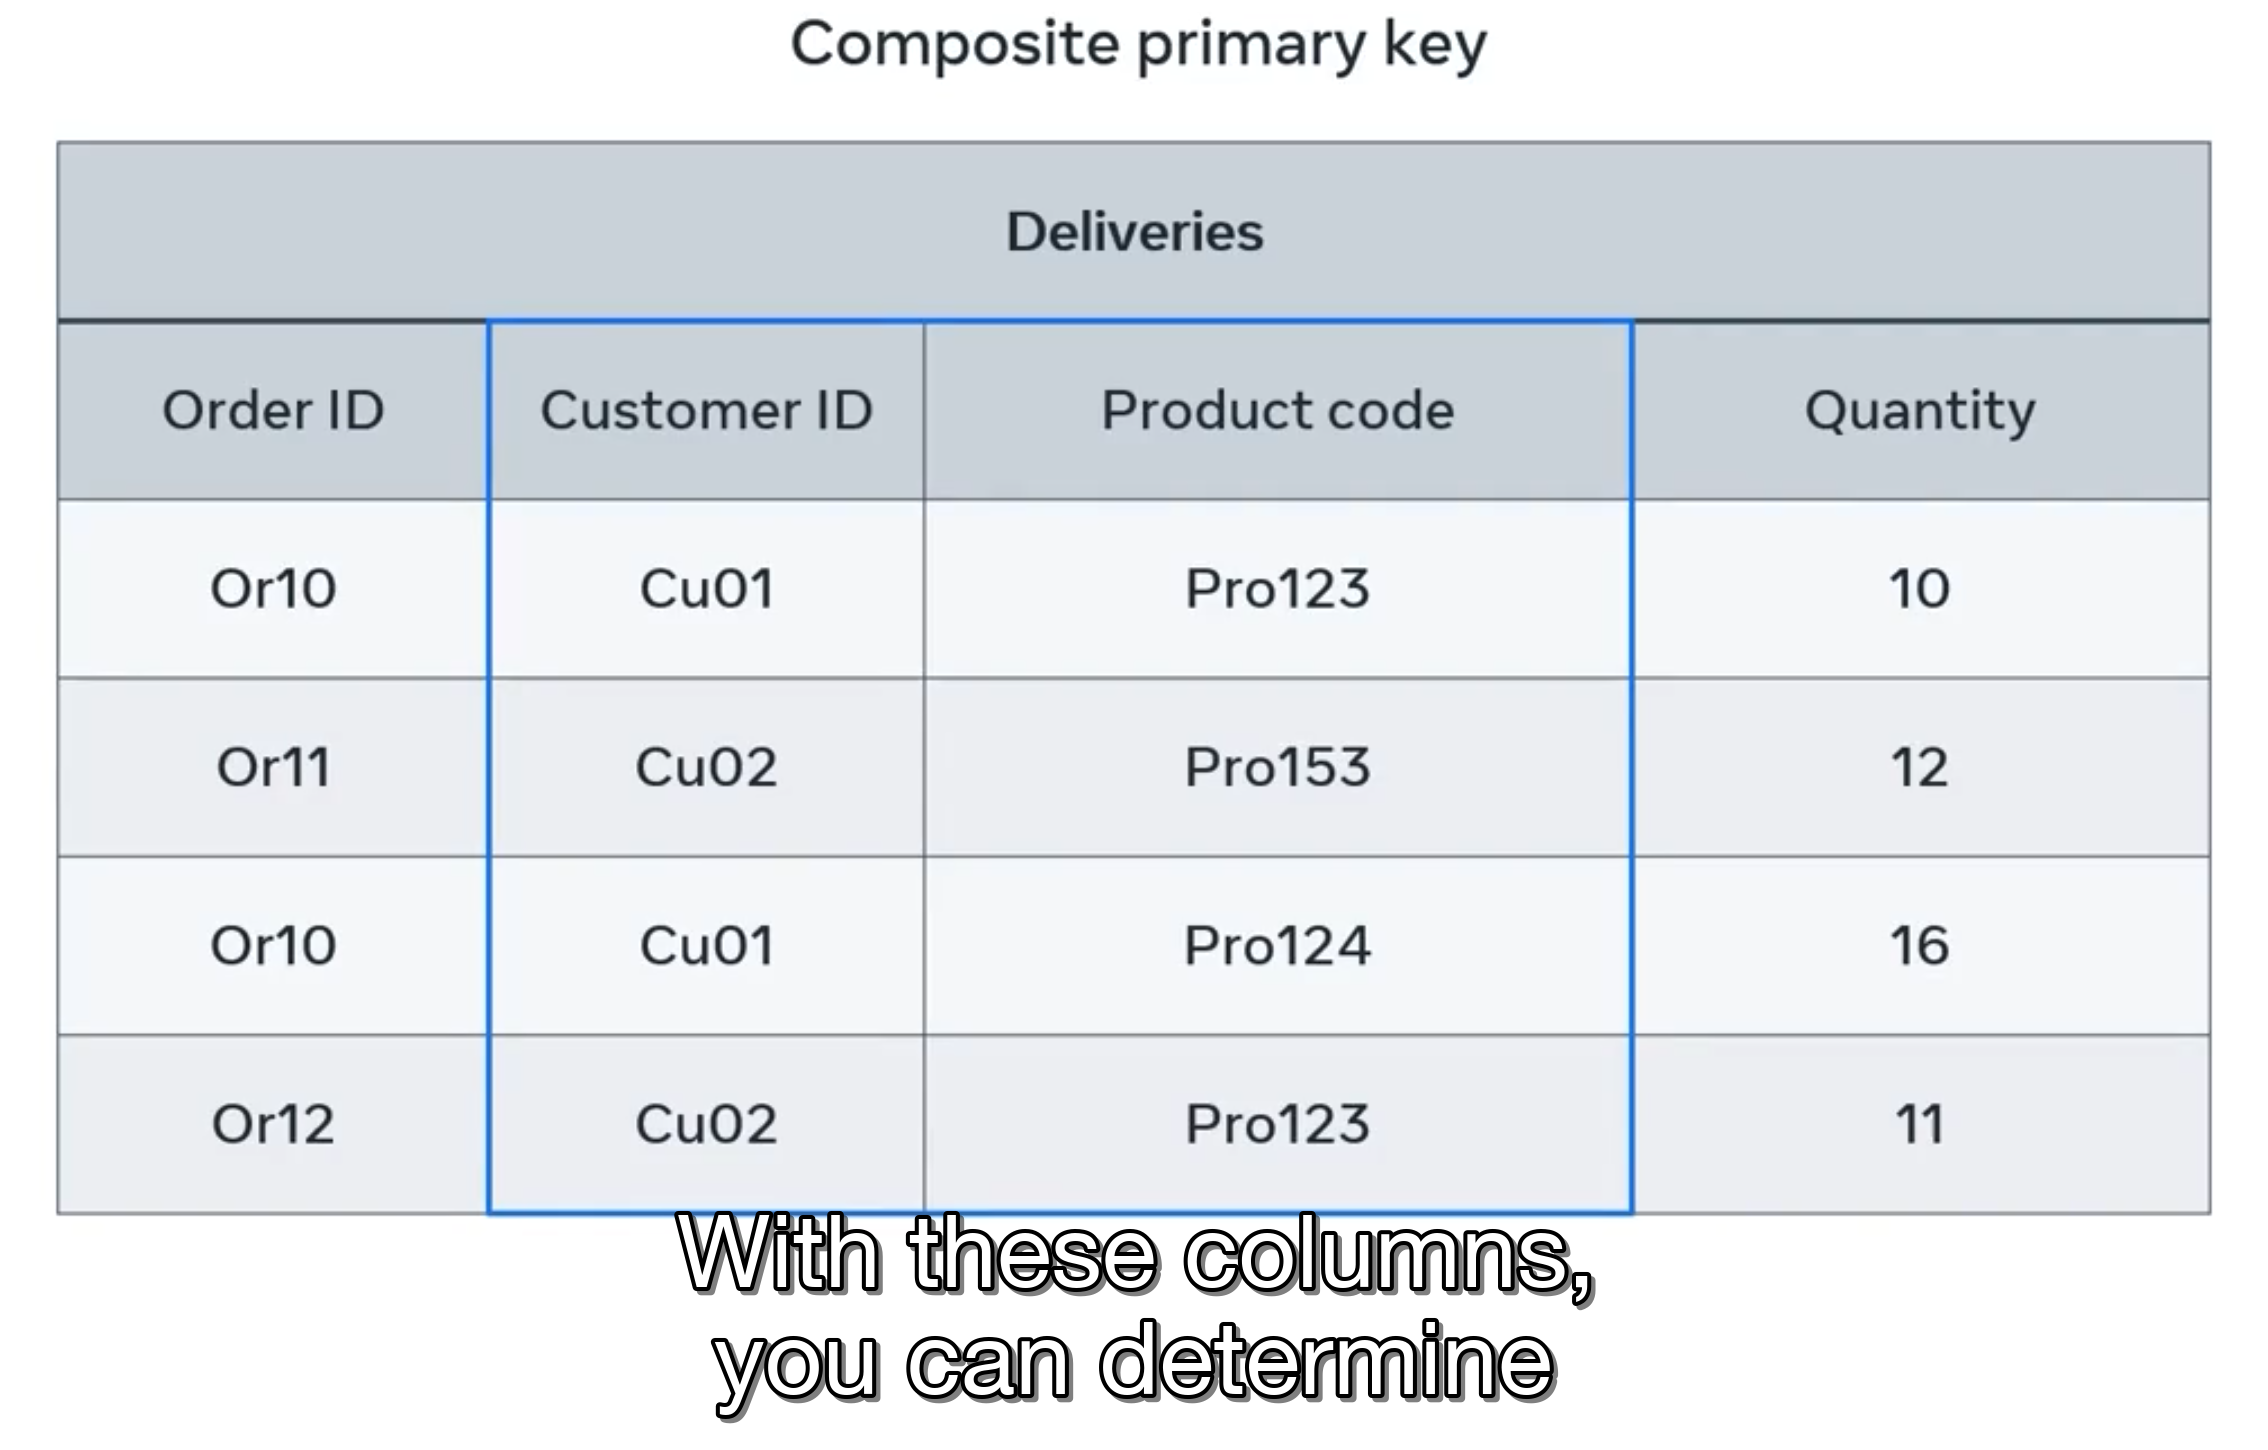 Composite primary key
Deliveries
Order ID Customer ID Product code Quantity
Or10 Cu01 Pro123 10
Or11 Cu02 Pro153 12
Or10 Cu01 Pro124 16
Or12 Cu02 Pro123 11
With these columns,
you can determine